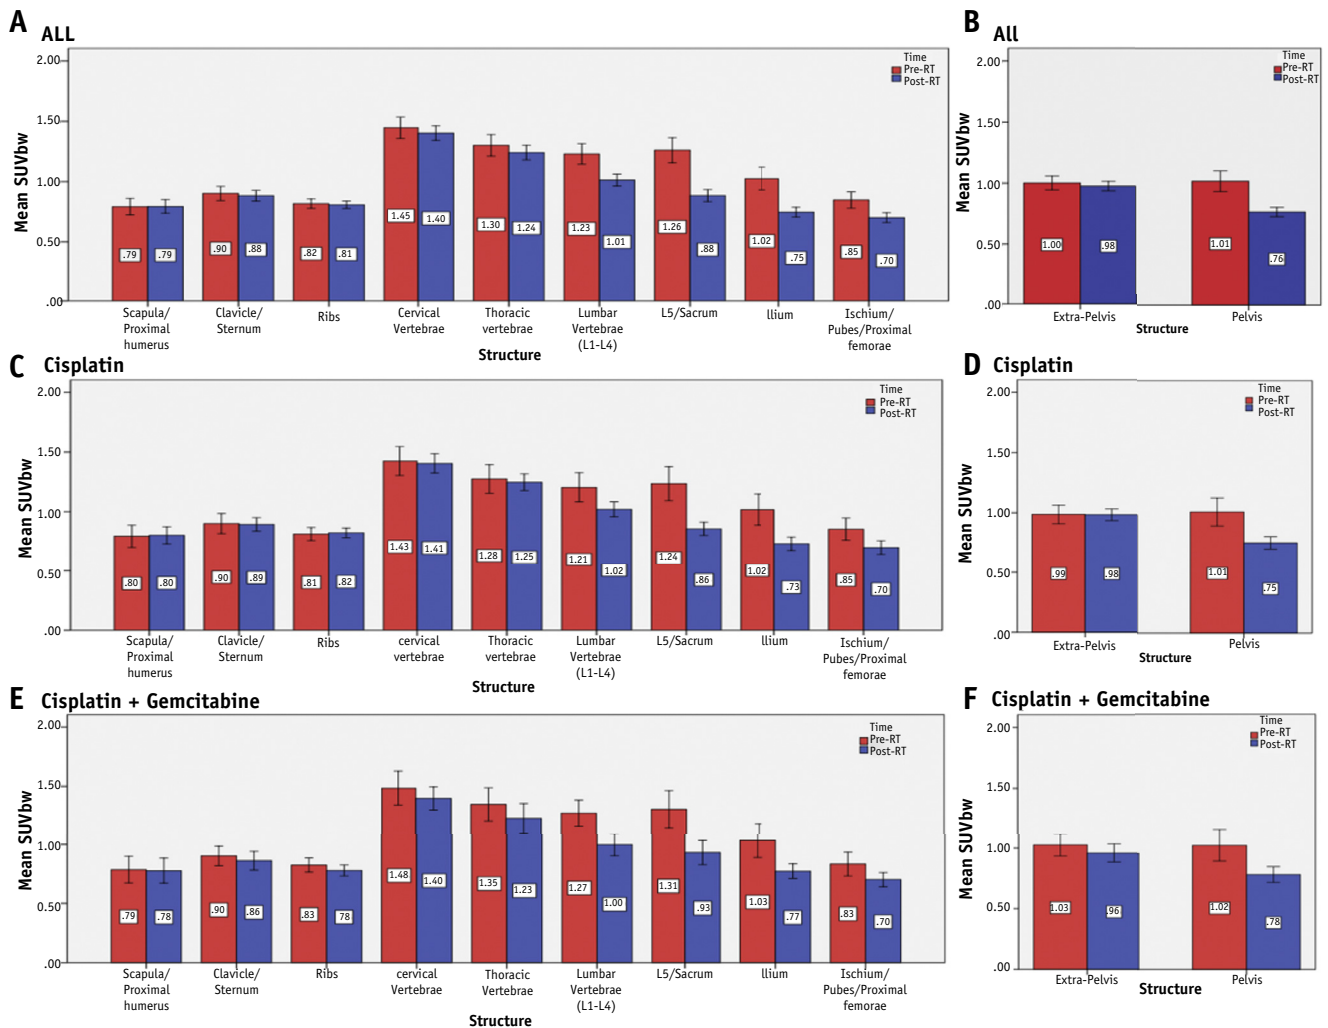 A
ALL
2.00
1.50
1.00
0.50
.00
Mean SUVbw
Time
Pre-RT
Post-RT
.79
.79
.90
.88
.82
.81
1.45
1.40
1.30
1.24
1.23
1.01
1.26
.88
1.02
.75
.85
.70
Scapula/
Proximal
humerus
Clavicle/
Sternum
Ribs
Cervical
Vertebrae
Thoracic
vertebrae
Lumbar
Vertebrae
(L1-L4)
L5/Sacrum
llium
Ischium/
Pubes/Proximal
femorae
Structure
B
All
2.00
1.50
1.00
0.50
.00
Mean SUVbw
Time
Pre-RT
Post-RT
1.00
.98
1.01
.76
Extra-Pelvis
Pelvis
Structure
C
Cisplatin
2.00
1.50
1.00
0.50
.00
Mean SUVbw
Time
Pre-RT
Post-RT
.80
.80
.90
.89
.81
.82
1.43
1.41
1.28
1.25
1.21
1.02
1.24
.86
1.02
.73
.85
.70
Scapula/
Proximal
humerus
Clavicle/
Sternum
Ribs
cervical
vertebrae
Thoracic
vertebrae
Lumbar
Vertebrae
(L1-L4)
L5/Sacrum
llium
Ischium/
Pubes/Proximal
femorae
Structure
D
Cisplatin
2.00
1.50
1.00
0.50
.00
Mean SUVbw
Time
Pre-RT
Post-RT
.99
.98
1.01
.75
Extra-Pelvis
Pelvis
Structure
E
Cisplatin + Gemcitabine
2.00
1.50
1.00
0.50
.00
Mean SUVbw
Time
Pre-RT
Post-RT
.79
.78
.90
.86
.83
78
1.48
1.40
1.35
1.23
1.27
1.00
1.31
.93
1.03
.77
.83
.70
Scapula/
Proximal
humerus
Clavicle/
Sternum
Ribs
cervical
Vertebrae
Thoracic
Vertebrae
Lumbar
Vertebrae
(L1-L4)
L5/Sacrum
llium
Ischium/
Pubes/Proximal
femorae
Structure
F
Cisplatin + Gemcitabine
2.00
1.50
1.00
0.50
.00
Mean SUVbw
Time
Pre-RT
Post-RT
1.03
.96
1.02
.78
Extra-Pelvis
Pelvis
Structure